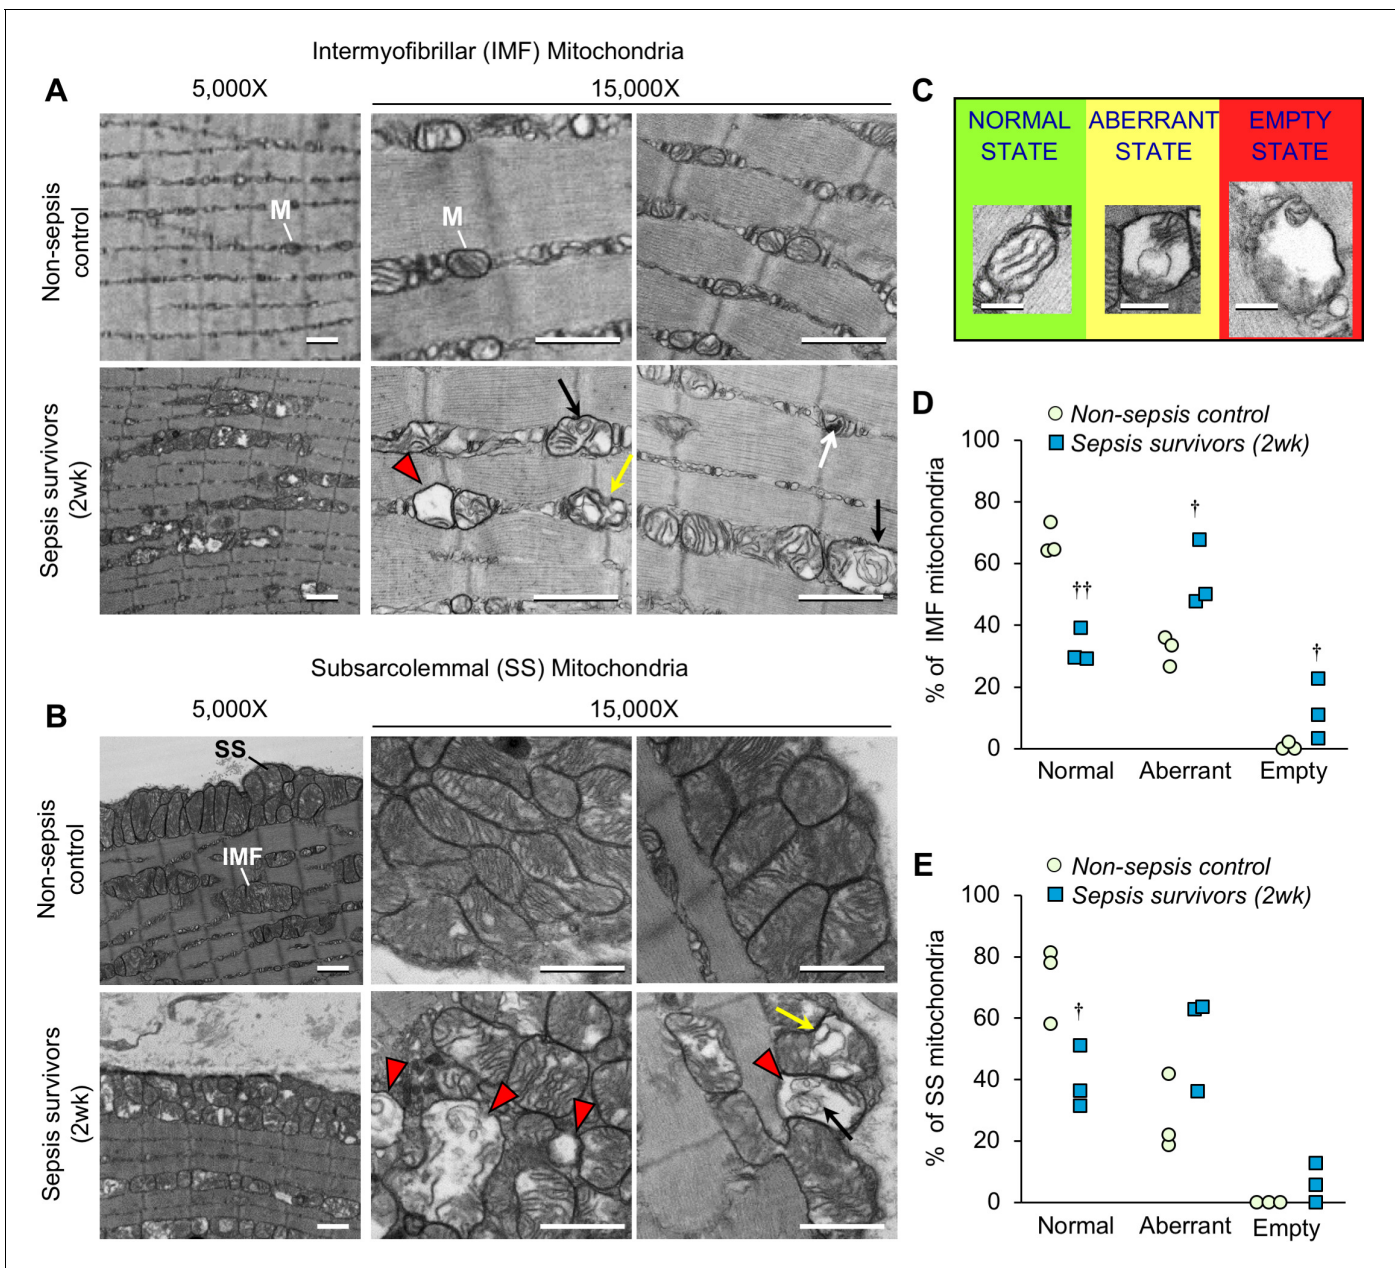 Intermyofibrillar (IMF) Mitochondria
A
5,000X
15,000X
Non-sepsis
control
M
M
Sepsis survivors
(2wk)
Subsarcolemmal (SS) Mitochondria
B
5,000X
15,000X
Non-sepsis
control
SS
IMF
Sepsis survivors
(2wk)
C
NORMAL
STATE
ABERRANT
STATE
EMPTY
STATE
D
Non-sepsis control
Sepsis survivors (2wk)
% of IMF mitochondria
100
80
60
40
20
0
††
†
†
Normal
Aberrant
Empty
E
Non-sepsis control
Sepsis survivors (2wk)
% of SS mitochondria
100
80
60
40
20
0
†
Normal
Aberrant
Empty